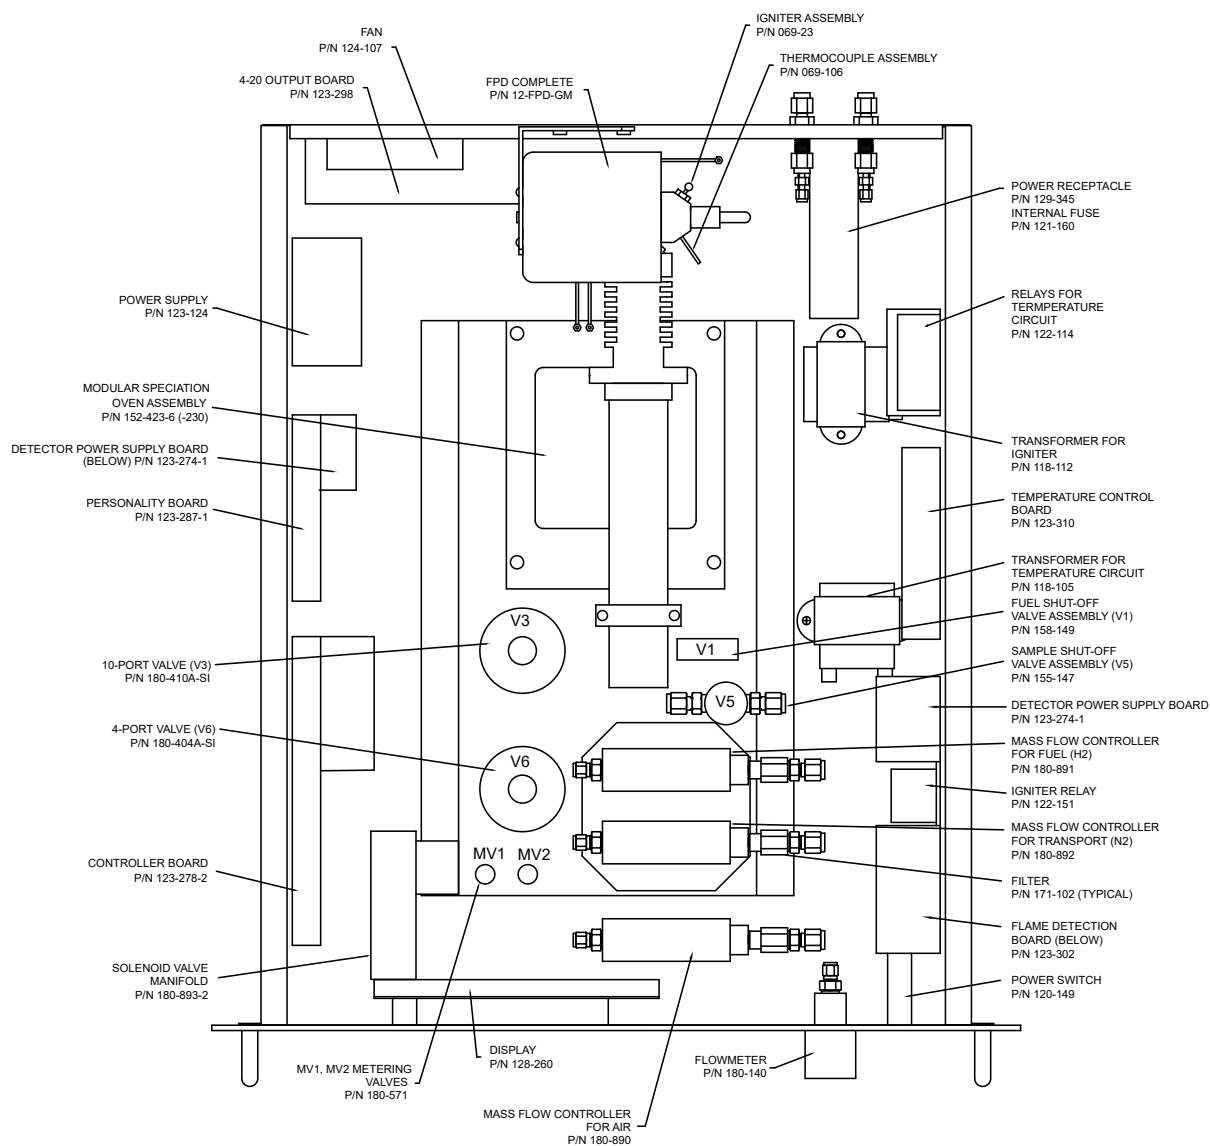 IGNITER ASSEMBLY
P/N 069-23
FAN
P/N 124-107
THERMOCOUPLE ASSEMBLY
P/N 069-106
4-20 OUTPUT BOARD
P/N 123-298
FPD COMPLETE
P/N 12-FPD-GM
POWER RECEPTACLE
P/N 129-345
INTERNAL FUSE
P/N 121-160
POWER SUPPLY
P/N 123-124
RELAYS FOR
TERMPERATURE
CIRCUIT
P/N 122-114
MODULAR SPECIATION
OVEN ASSEMBLY
P/N 152-423-6 (-230)
DETECTOR POWER SUPPLY BOARD
(BELOW) P/N 123-274-1
TRANSFORMER FOR
IGNITER
P/N 118-112
PERSONALITY BOARD
P/N 123-287-1
TEMPERATURE CONTROL
BOARD
P/N 123-310
TRANSFORMER FOR
TEMPERATURE CIRCUIT
P/N 118-105
FUEL SHUT-OFF
VALVE ASSEMBLY (V1)
P/N 158-149
V3
V1
10-PORT VALVE (V3)
P/N 180-410A-SI
SAMPLE SHUT-OFF
VALVE ASSEMBLY (V5)
P/N 155-147
V5
DETECTOR POWER SUPPLY BOARD
P/N 123-274-1
4-PORT VALVE (V6)
P/N 180-404A-SI
V6
MASS FLOW CONTROLLER
FOR FUEL (H2)
P/N 180-891
IGNITER RELAY
P/N 122-151
MASS FLOW CONTROLLER
FOR TRANSPORT (N2)
P/N 180-892
MV1 MV2
CONTROLLER BOARD
P/N 123-278-2
FILTER
P/N 171-102 (TYPICAL)
FLAME DETECTION
BOARD (BELOW)
P/N 123-302
SOLENOID VALVE
MANIFOLD
P/N 180-893-2
POWER SWITCH
P/N 120-149
DISPLAY
P/N 128-260
FLOWMETER
P/N 180-140
MV1, MV2 METERING
VALVES
P/N 180-571
MASS FLOW CONTROLLER
FOR AIR
P/N 180-890